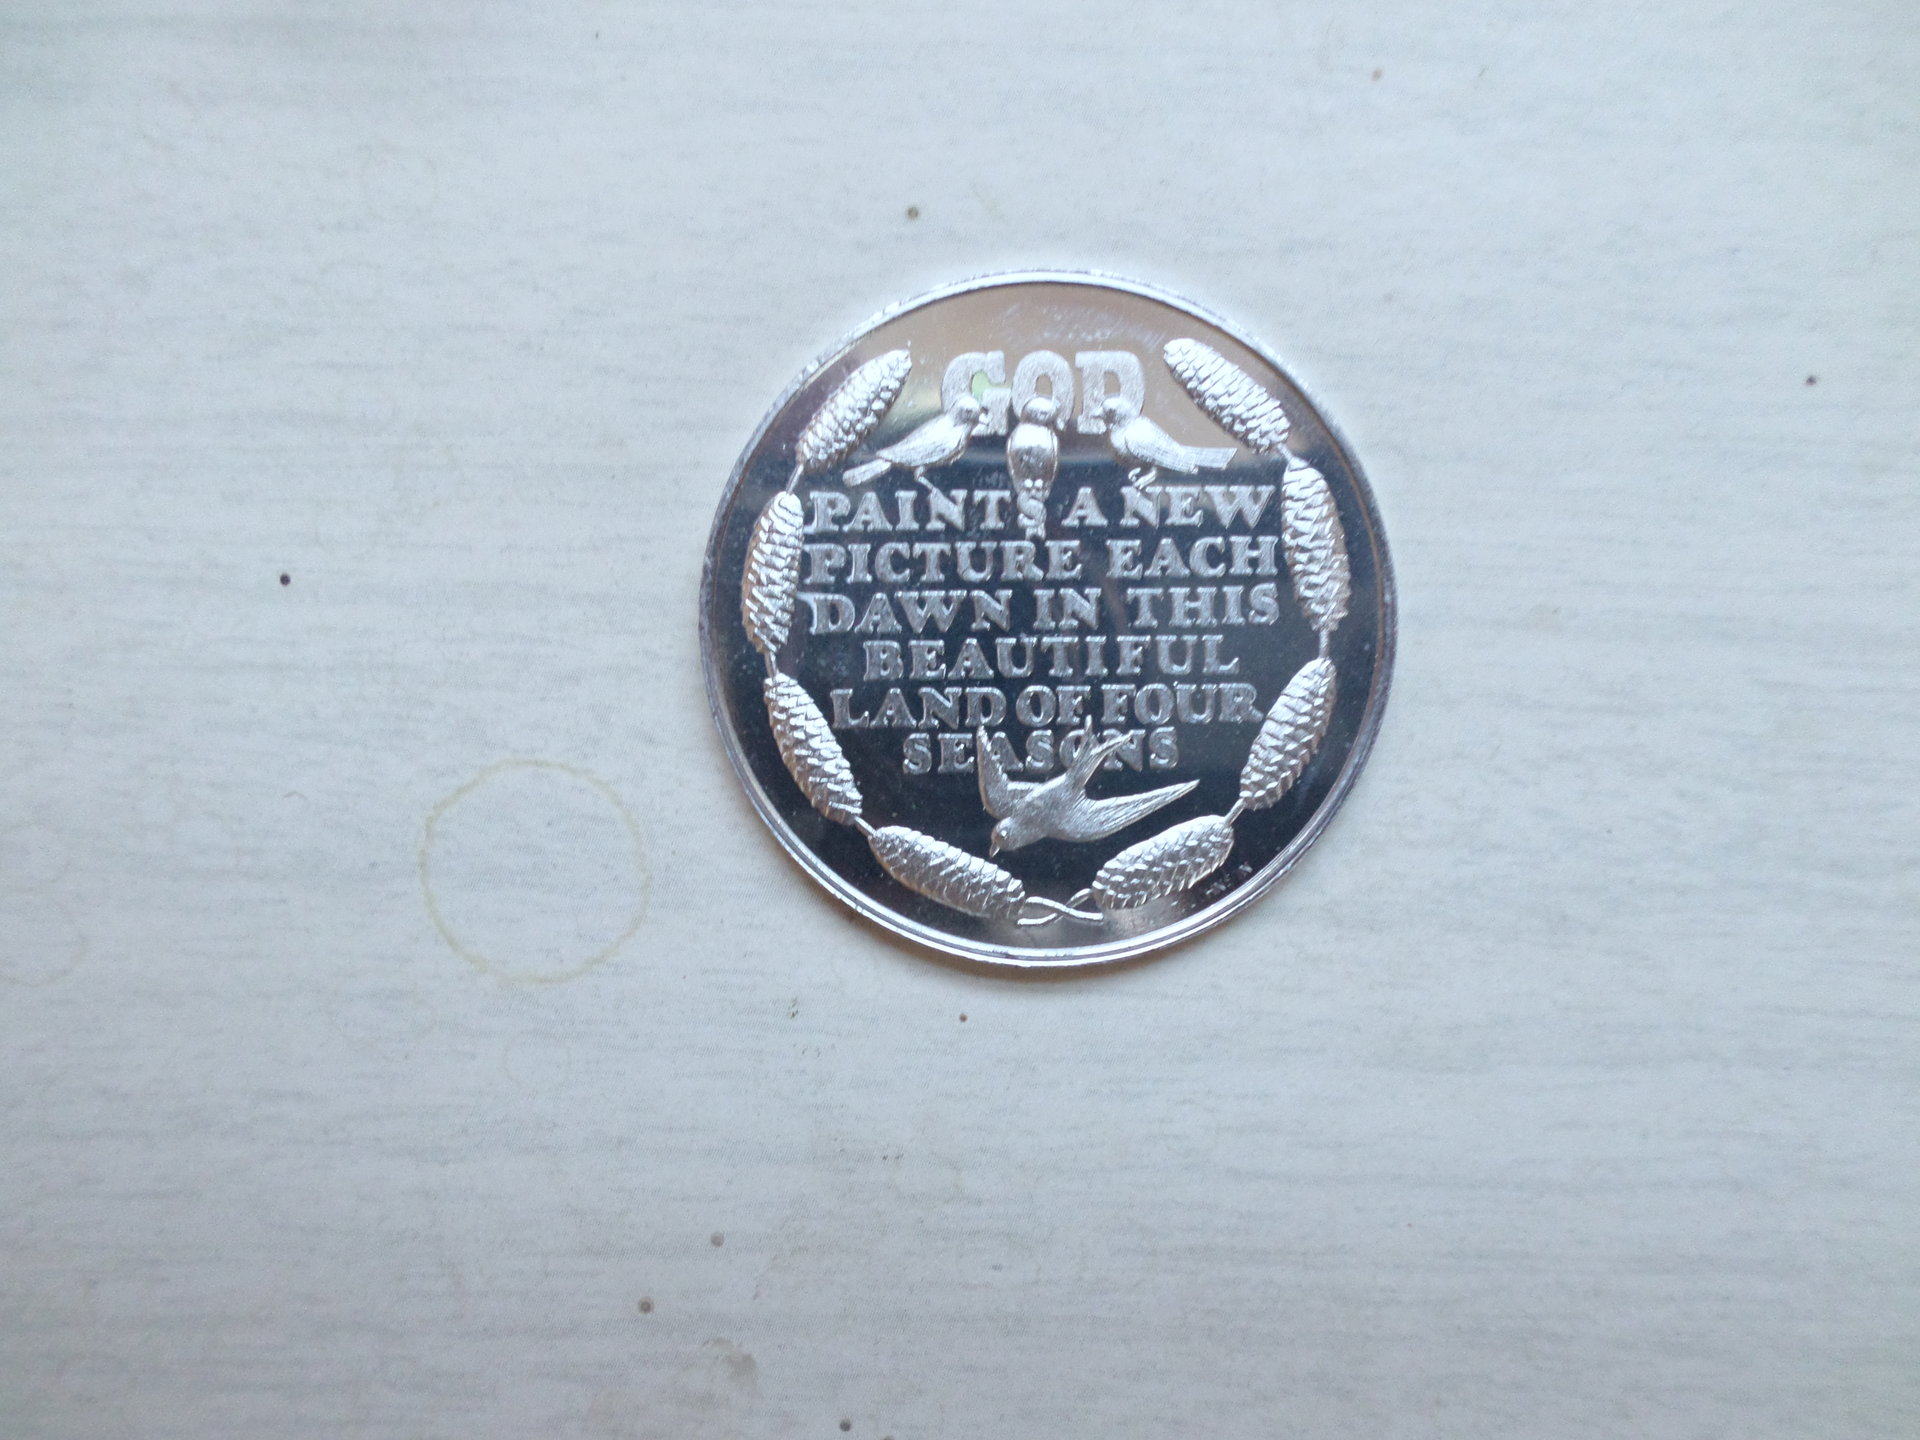 GOD
PAINTS A NEW
PICTURE EACH
DAWN IN THIS
BEAUTIFUL
LAND OF FOUR
SEASONS